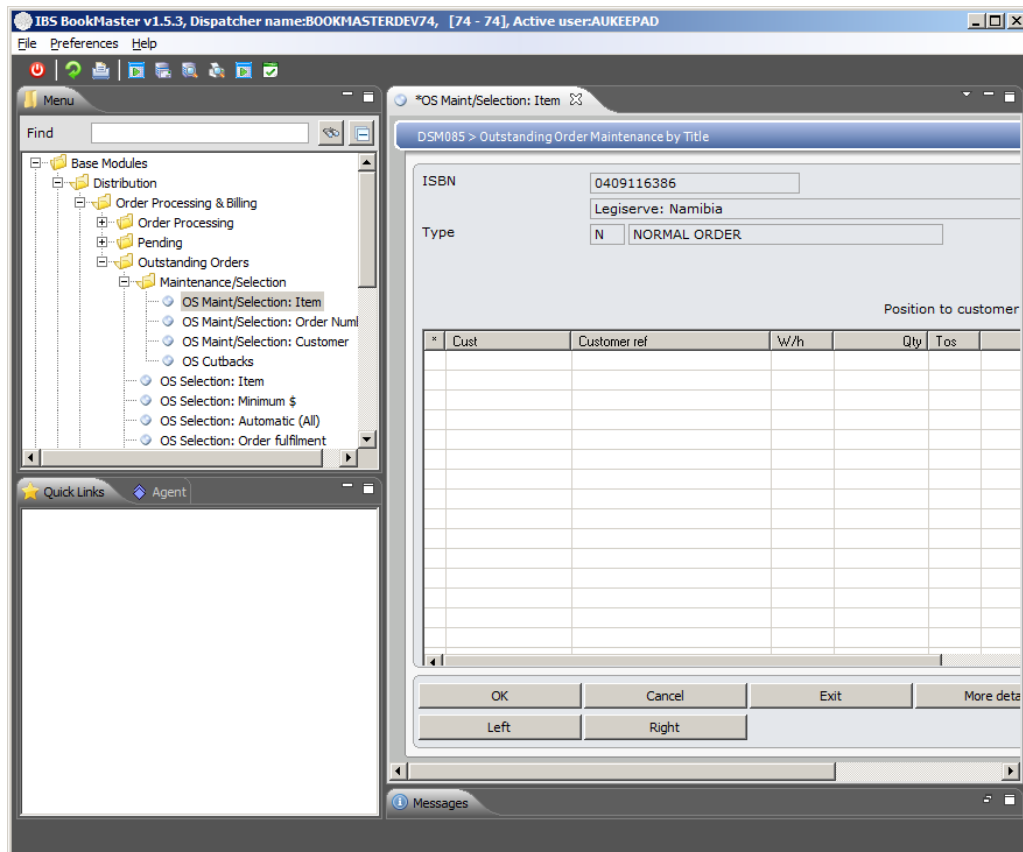 IBS BookMaster v1.5.3, Dispatcher name:BOOKMASTERDEV74, [74 - 74], Active user:AUKEEPAD
File Preferences Help
Menu
Find
Base Modules
Distribution
Order Processing & Billing
Order Processing
Pending
Outstanding Orders
Maintenance/Selection
OS Maint/Selection: Item
OS Maint/Selection: Order Num
OS Maint/Selection: Customer
OS Cutbacks
OS Selection: Item
OS Selection: Minimum $
OS Selection: Automatic (All)
OS Selection: Order fulfilment
Quick Links Agent
*OS Maint/Selection: Item
DSM085 > Outstanding Order Maintenance by Title
ISBN 0409116386
Legiserve: Namibia
Type N NORMAL ORDER
Position to customer
* Cust Customer ref W/h Qty Tos
OK Cancel Exit More deta
Left Right
Messages